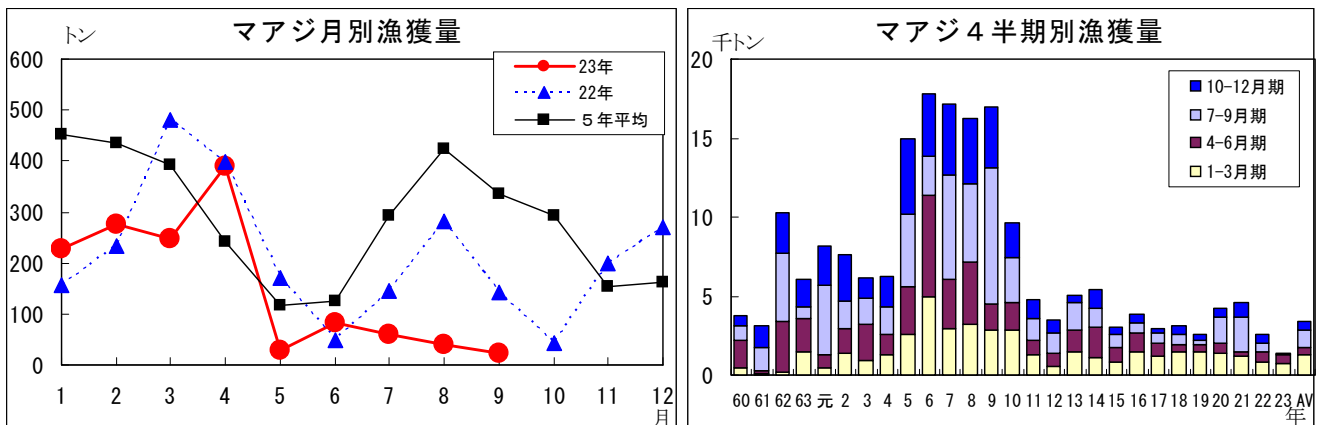 マアジ月別漁獲量
トン
600
500
400
300
200
100
0
23年
22年
５年平均
1 2 3 4 5 6 7 8 9 10 11 12
月
マアジ４半期別漁獲量
千トン
20
15
10
5
0
10-12月期
7-9月期
4-6月期
1-3月期
60 61 62 63 元 2 3 4 5 6 7 8 9 10 11 12 13 14 15 16 17 18 19 20 21 22 23 AV
年